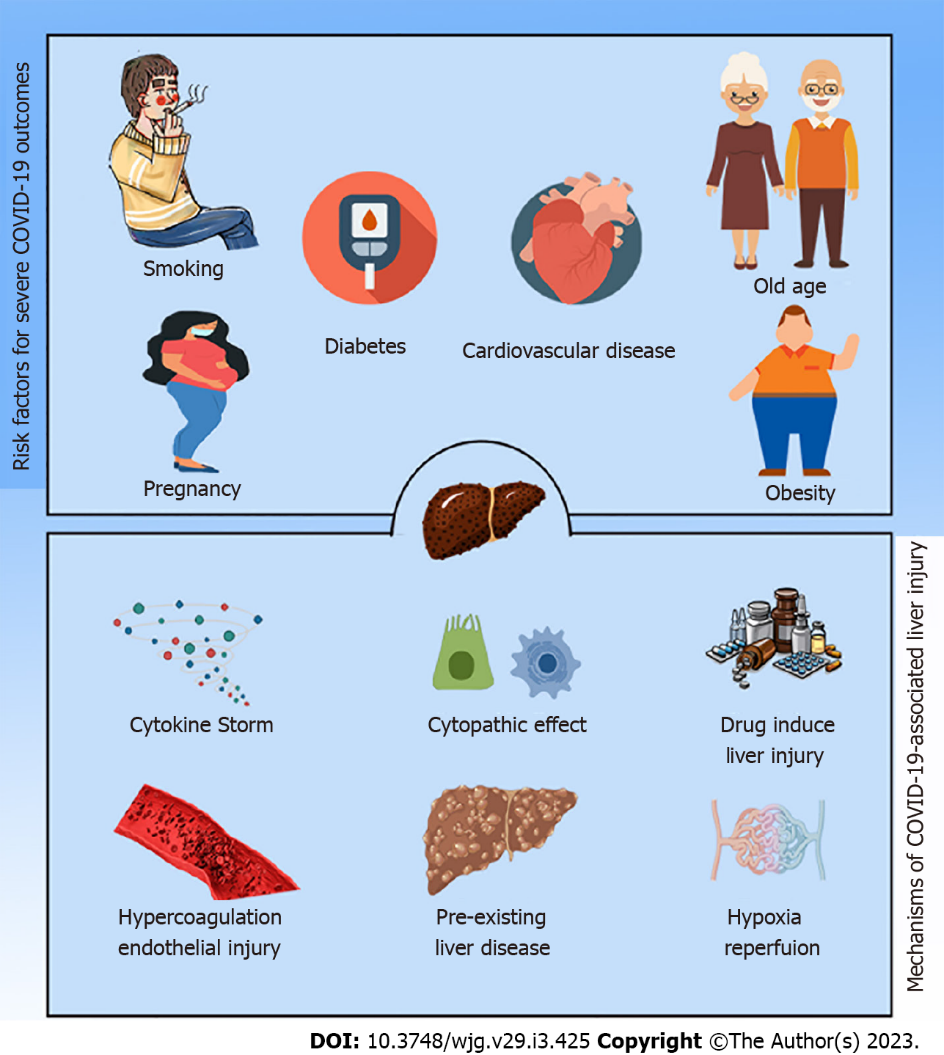 Risk factors for severe COVID-19 outcomes
Smoking
Diabetes
Cardiovascular disease
Old age
Pregnancy
Obesity
Mechanisms of COVID-19-associated liver injury
Cytokine Storm
Cytopathic effect
Drug induce
liver injury
Hypercoagulation
endothelial injury
Pre-existing
liver disease
Hypoxia
reperfuion
DOI: 10.3748/wjg.v29.i3.425 Copyright ©The Author(s) 2023.